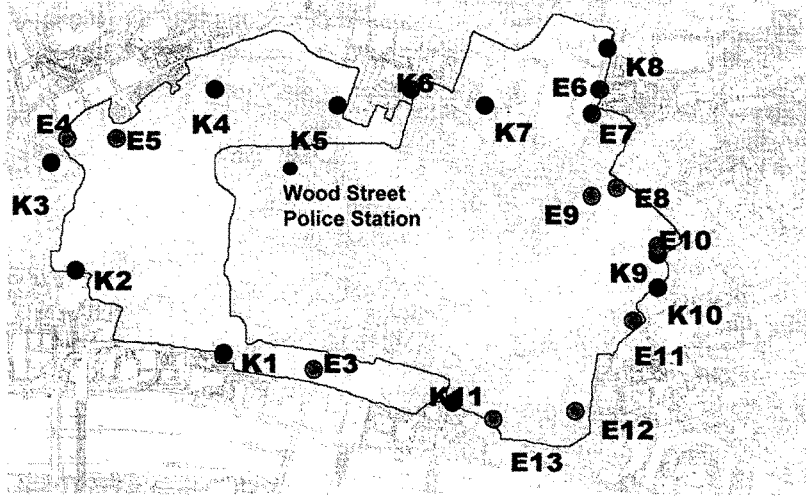 K6
K8
E6
K4
K7
E7
E4
E5
K5
K3
Wood Street
Police Station
E9
E8
E10
K2
K9
K10
E11
K1
E3
K11
E12
E13